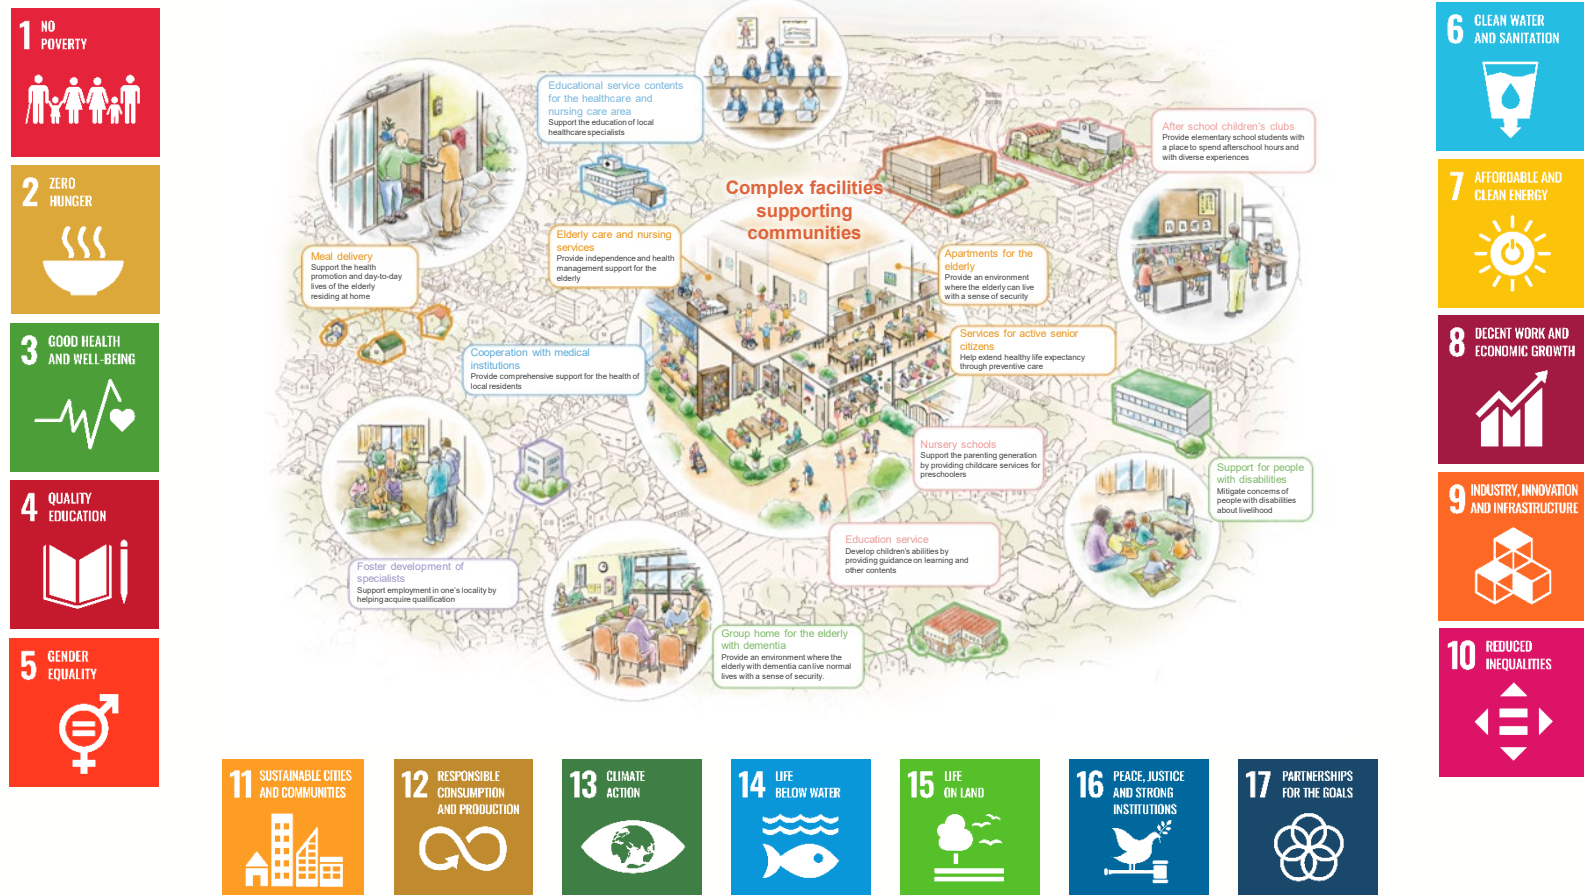 1 NO
POVERTY
2 ZERO
HUNGER
3 GOOD HEALTH
AND WELL-BEING
4 QUALITY
EDUCATION
5 GENDER
EQUALITY
Educational service contents
for the healthcare and
nursing care area
Support the education of local
healthcare specialists
After school children's clubs
Provide elementary school students with
a place to spend afterschool hours and
with diverse experiences
Complex facilities
supporting
communities
Meal delivery
Support the health
promotion and day-to-day
lives of the elderly
residing at home
Elderly care and nursing
services
Provide independence and health
management support for the
elderly
Apartments for the
elderly
Provide an environment
where the elderly can live
with a sense of security
Services for active senior
citizens
Help extend healthy life expectancy
through preventive care
Cooperation with medical
institutions
Provide comprehensive support for the health of
local residents
Nursery schools
Support the parenting generation
by providing childcare services for
preschoolers
Support for people
with disabilities
Mitigate concerns of
people with disabilities
about livelihood
Education service
Develop children's abilities by
providing guidance on learning and
other contents
Foster development of
specialists
Support employment in one's locality by
helping acquire qualification
Group home for the elderly
with dementia
Provide an environment where the
elderly with dementia can live normal
lives with a sense of security.
6 CLEAN WATER
AND SANITATION
7 AFFORDABLE AND
CLEAN ENERGY
8 DECENT WORK AND
ECONOMIC GROWTH
9 INDUSTRY, INNOVATION
AND INFRASTRUCTURE
10 REDUCED
INEQUALITIES
11 SUSTAINABLE CITIES
AND COMMUNITIES
12 RESPONSIBLE
CONSUMPTION
AND PRODUCTION
13 CLIMATE
ACTION
14 LIFE
BELOW WATER
15 LIFE
ON LAND
16 PEACE, JUSTICE
AND STRONG
INSTITUTIONS
17 PARTNERSHIPS
FOR THE GOALS